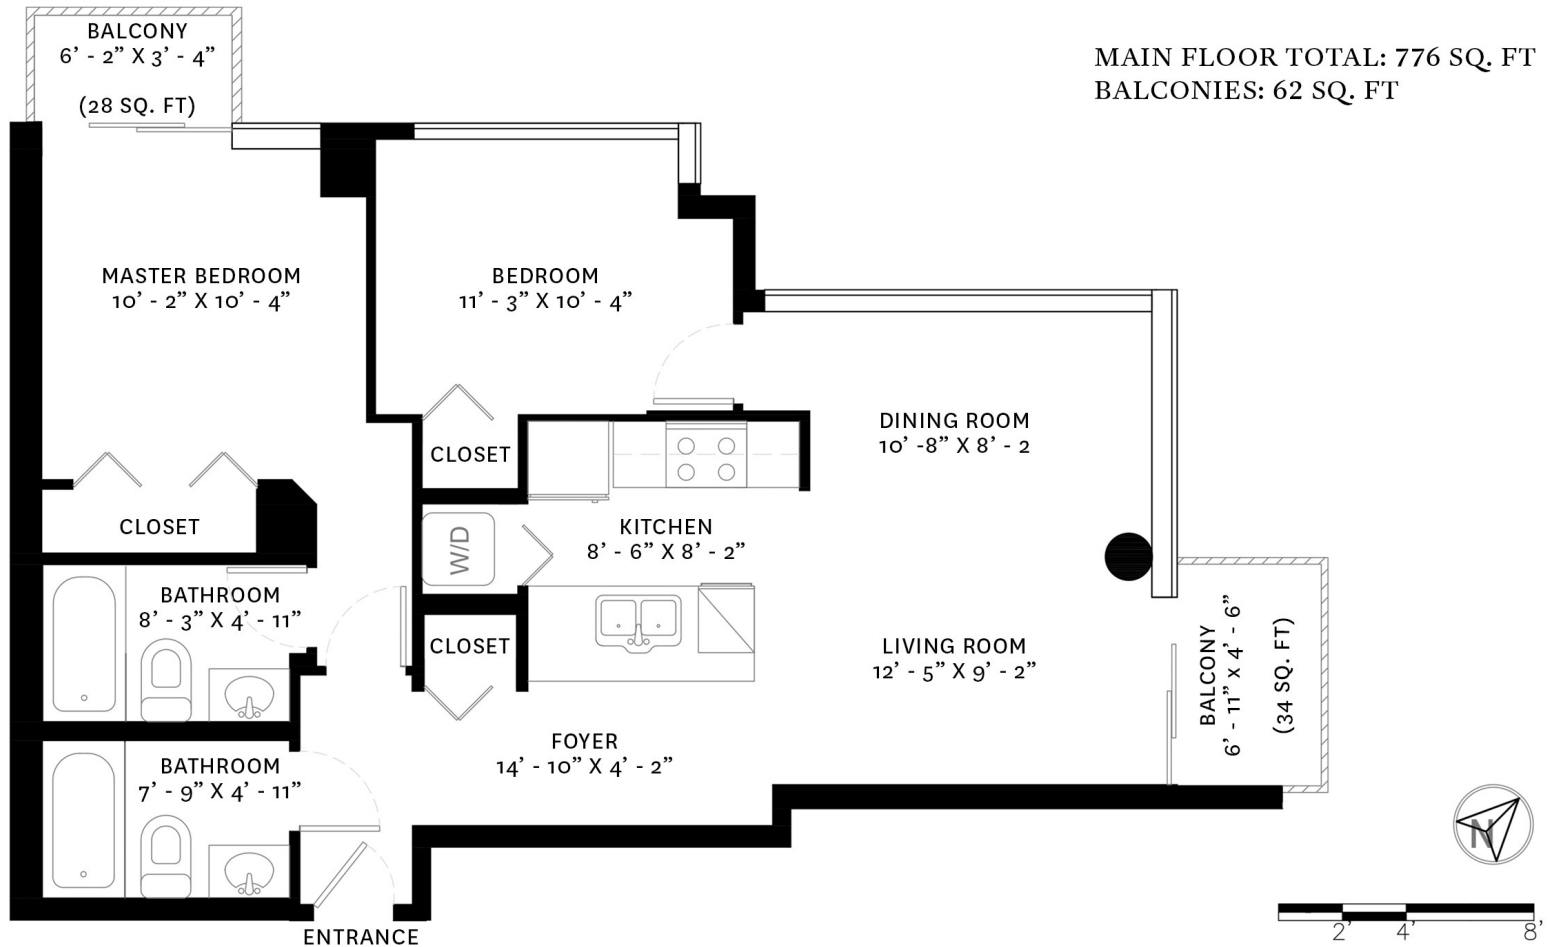 BALCONY
6’ - 2” X 3’ - 4”
(28 SQ. FT)
MAIN FLOOR TOTAL: 776 SQ. FT
BALCONIES: 62 SQ. FT
MASTER BEDROOM
10’ - 2” X 10’ - 4”
BEDROOM
11’ - 3” X 10’ - 4”
DINING ROOM
10’ -8” X 8’ - 2
CLOSET
CLOSET
KITCHEN
8’ - 6” X 8’ - 2”
W/D
BATHROOM
8’ - 3” X 4’ - 11”
CLOSET
LIVING ROOM
12’ - 5” X 9’ - 2”
BALCONY
6’ - 11” X 4’ - 6”
(34 SQ. FT)
FOYER
14’ - 10” X 4’ - 2”
BATHROOM
7’ - 9” X 4’ - 11”
N
ENTRANCE
2’ 4’ 8’